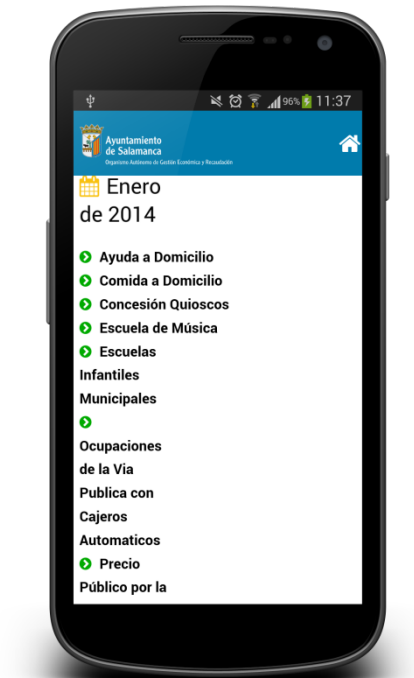 96% 11:37
Ayuntamiento
de Salamanca
Organismo Autónomo de Gestión Económica y Recaudación
Enero
de 2014
Ayuda a Domicilio
Comida a Domicilio
Concesión Quioscos
Escuela de Música
Escuelas
Infantiles
Municipales
Ocupaciones
de la Via
Publica con
Cajeros
Automaticos
Precio
Público por la